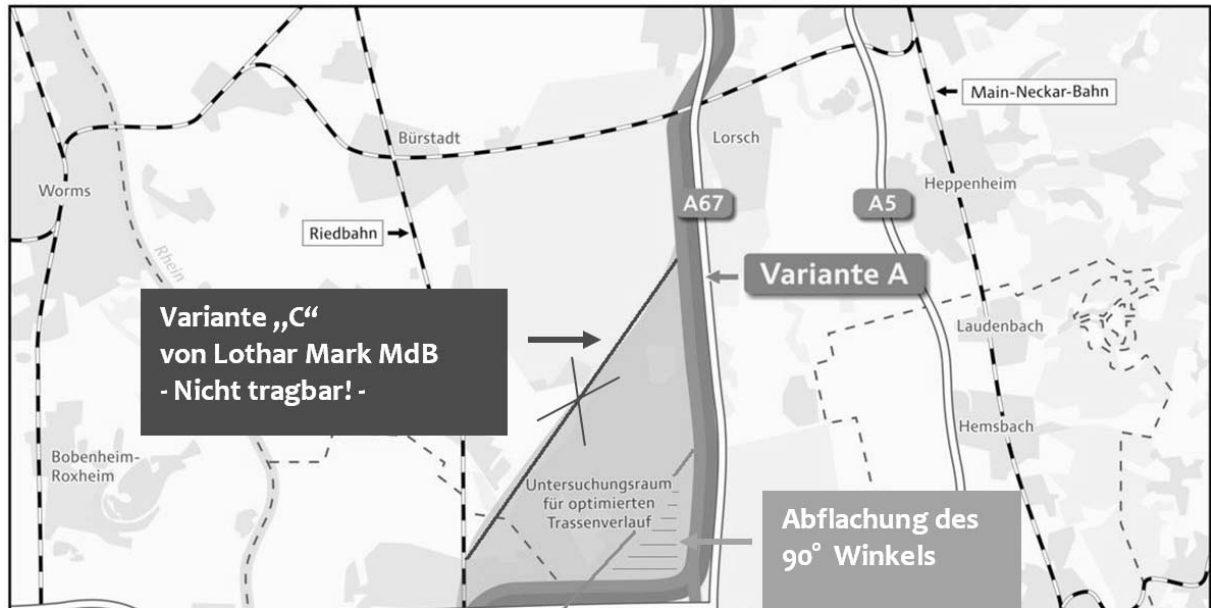 Main-Neckar-Bahn
Bürstadt
Lorsch
Worms
Heppenheim
A67
A5
Riedbahn
Rhein
Variante A
Variante „C“
von Lothar Mark MdB
- Nicht tragbar! -
Laudenbach
Hemsbach
Bobenheim-
Roxheim
Untersuchungsraum
für optimierten
Trassenverlauf
Abflachung des
90° Winkels